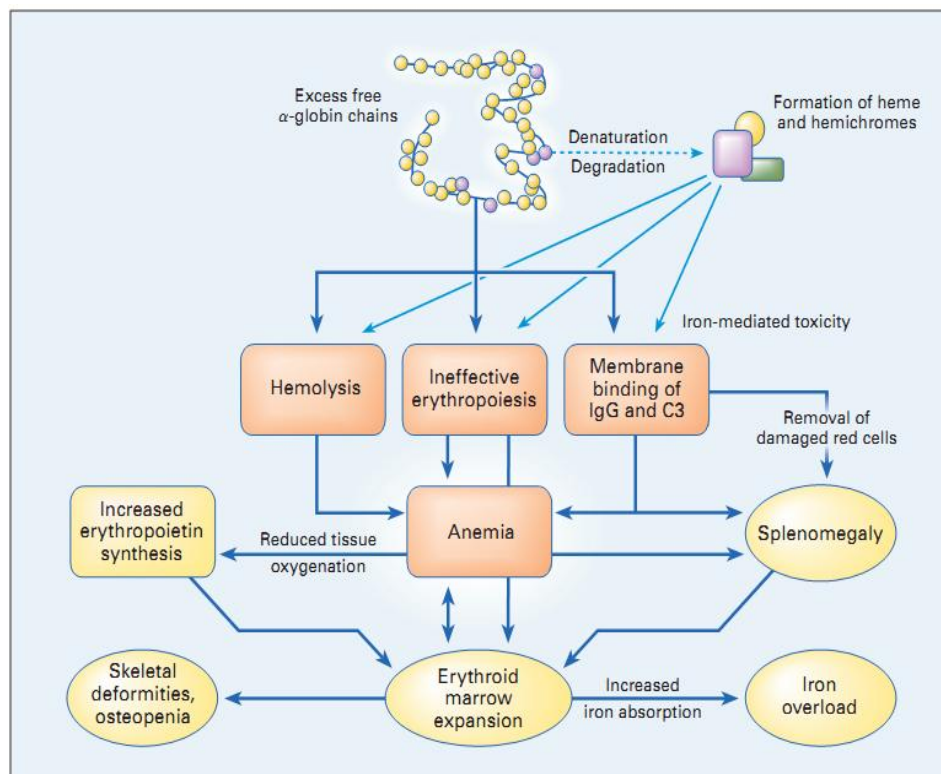 Excess free
α-globin chains
Denaturation
Degradation
Formation of heme
and hemichromes
Iron-mediated toxicity
Hemolysis
Ineffective
erythropoiesis
Membrane
binding of
IgG and C3
Removal of
damaged red cells
Increased
erythropoietin
synthesis
Reduced tissue
oxygenation
Anemia
Splenomegaly
Skeletal
deformities,
osteopenia
Erythroid
marrow
expansion
Increased
iron absorption
Iron
overload